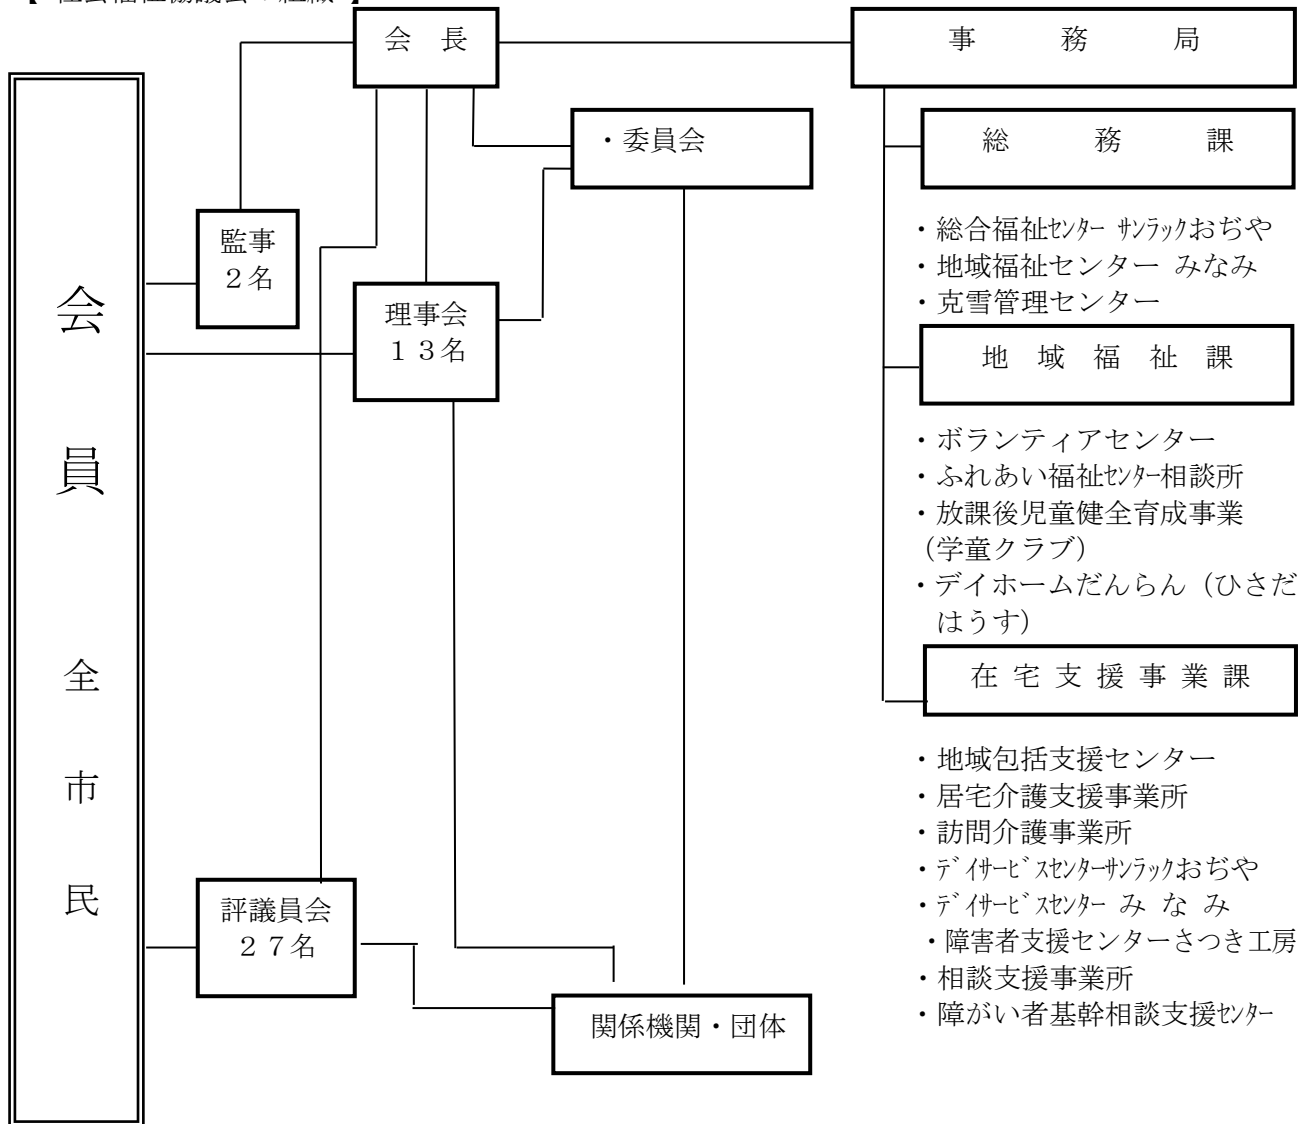 会 長
事 務 局
・委員会
総 務 課
監事
２名
・総合福祉ｾﾝﾀｰ ｻﾝﾗｯｸおぢや
・地域福祉センター みなみ
・克雪管理センター
理事会
１３名
地 域 福 祉 課
・ボランティアセンター
・ふれあい福祉ｾﾝﾀｰ相談所
・放課後児童健全育成事業
（学童クラブ）
・デイホームだんらん（ひさだ
はうす）
在 宅 支 援 事 業 課
・地域包括支援センター
・居宅介護支援事業所
・訪問介護事業所
・ﾃﾞｲｻｰﾋﾞｽｾﾝﾀｰｻﾝﾗｯｸおぢや
・ﾃﾞｲｻｰﾋﾞｽｾﾝﾀｰ み な み
・障害者支援センターさつき工房
・相談支援事業所
・障がい者基幹相談支援ｾﾝﾀｰ
評議員会
２７名
関係機関・団体
会 員 全 市 民